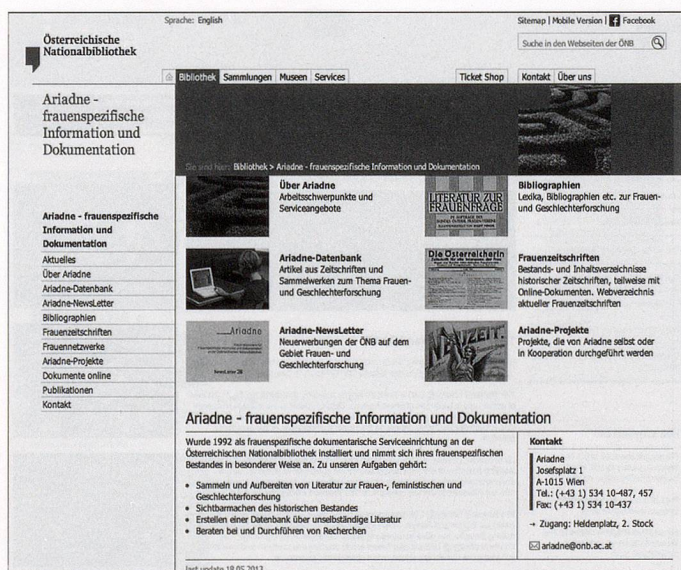 Sprache: English
Sitemap | Mobile Version | Facebook
Österreichische
Nationalbibliothek
Suche in den Webseiten der ÖNB
Bibliothek Sammlungen Museen Services Ticket Shop Kontakt Über uns
Ariadne -
frauenspezifische
Information und
Dokumentation
Sie sind hier: Bibliothek > Ariadne - frauenspezifische Information und Dokumentation
Ariadne - frauenspezifische
Information und
Dokumentation
Aktuelles
Über Ariadne
Ariadne-Datenbank
Ariadne-NewsLetter
Bibliographien
Frauenzeitschriften
Frauennetzwerke
Ariadne-Projekte
Dokumente online
Publikationen
Kontakt
Über Ariadne
Arbeitsschwerpunkte und
Serviceangebote
LITERATUR ZUR
FRAUENFRAGE
Bibliographien
Lexika, Bibliographien etc. zur Frauen-
und Geschlechterforschung
Ariadne-Datenbank
Artikel aus Zeitschriften und
Sammelwerken zum Thema Frauen-
und Geschlechterforschung
Die Österreicherin
Frauenzeitschriften
Bestands- und Inhaltsverzeichnisse
historischer Zeitschriften, teilweise mit
Online-Dokumenten. Webverzeichnis
aktueller Frauenzeitschriften
Ariadne
NewsLetter 28
Ariadne-NewsLetter
Neuerwerbungen der ÖNB auf dem
Gebiet Frauen- und
Geschlechterforschung
Ariadne-Projekte
Projekte, die von Ariadne selbst oder
in Kooperation durchgeführt werden
Ariadne - frauenspezifische Information und Dokumentation
Wurde 1992 als frauenspezifische dokumentarische Serviceeinrichtung an der
Österreichischen Nationalbibliothek installiert und nimmt sich ihres frauenspezifischen
Bestandes in besonderer Weise an. Zu unseren Aufgaben gehört:
• Sammeln und Aufbereiten von Literatur zur Frauen-, feministischen und
Geschlechterforschung
• Sichtbarmachen des historischen Bestandes
• Erstellen einer Datenbank über unselbständige Literatur
• Beraten bei und Durchführen von Recherchen
Kontakt
Ariadne
Josefsplatz 1
A-1015 Wien
Tel.: (+43 1) 534 10-487, 457
Fax: (+43 1) 534 10-437
→ Zugang: Heldenplatz, 2. Stock
ariadne@onb.ac.at
last update 18.05.2013